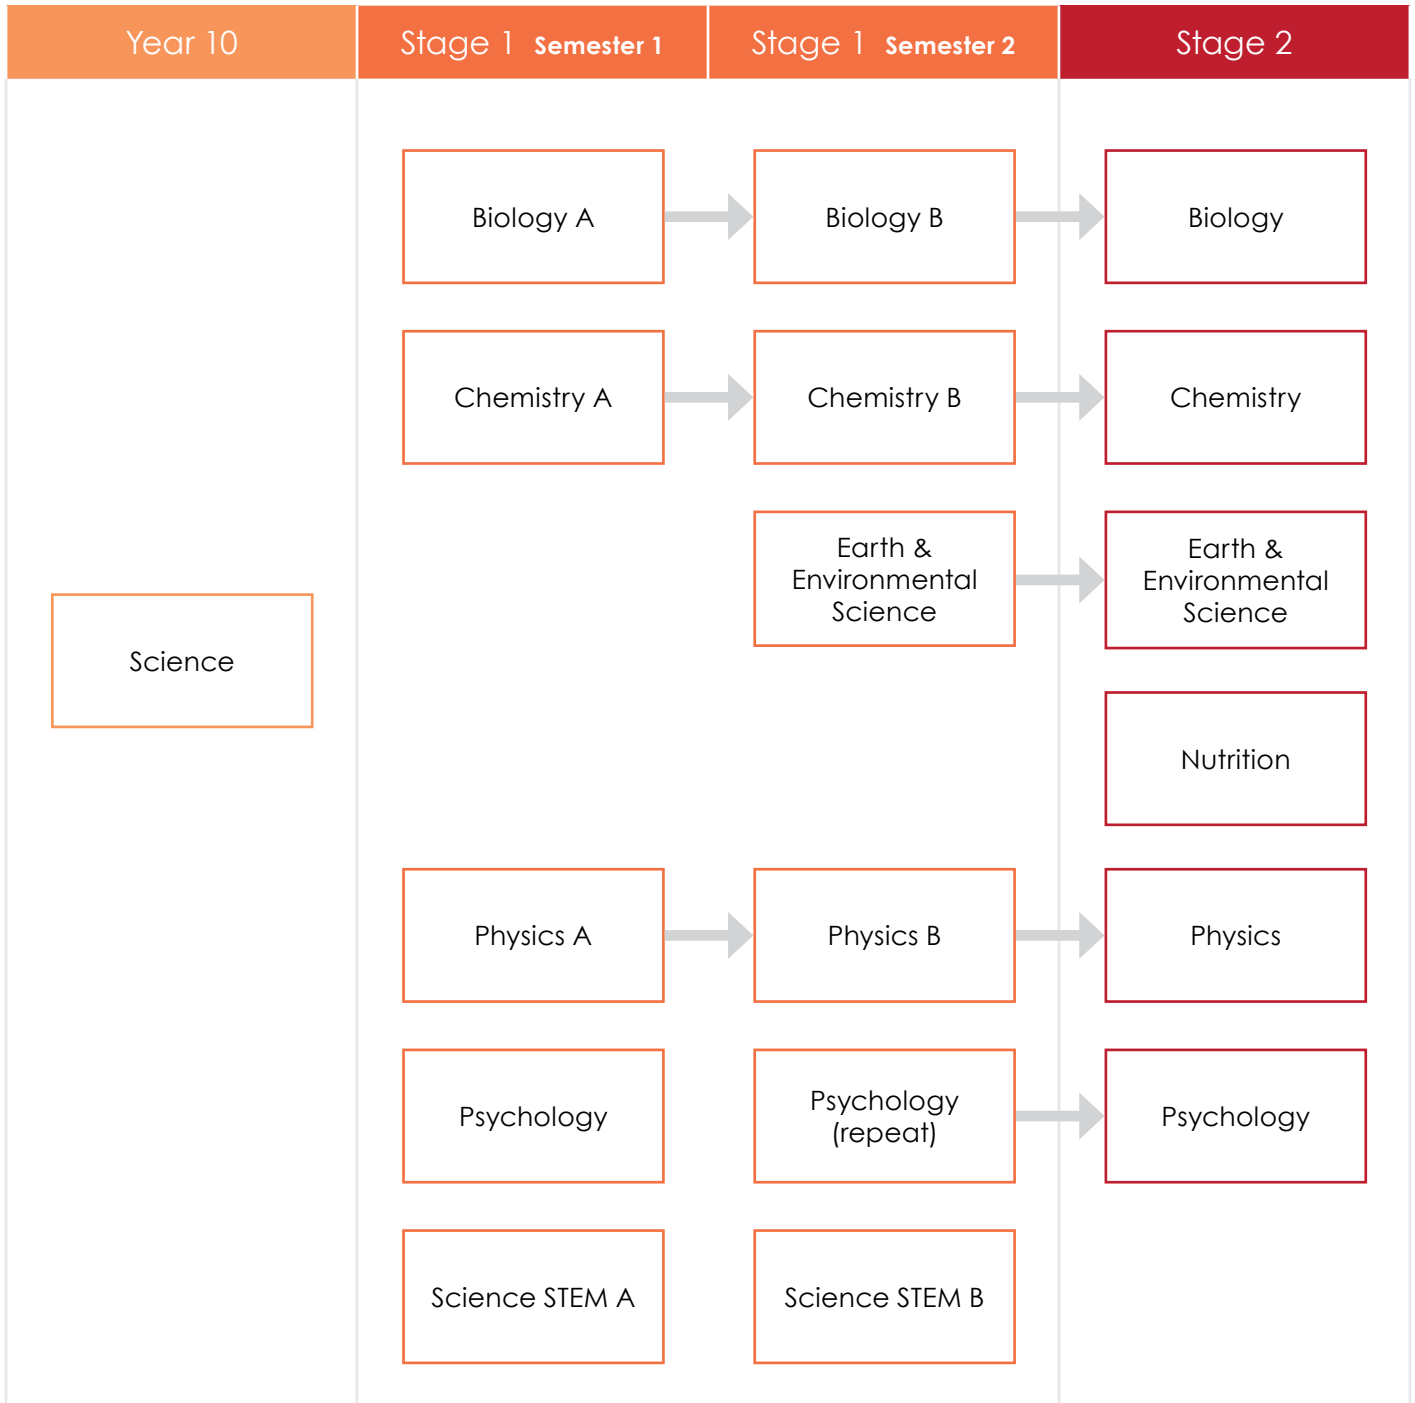 Year 10
Stage 1 Semester 1
Stage 1 Semester 2
Stage 2
Biology A
Biology B
Biology
Chemistry A
Chemistry B
Chemistry
Earth &
Environmental
Science
Earth &
Environmental
Science
Science
Nutrition
Physics A
Physics B
Physics
Psychology
Psychology
(repeat)
Psychology
Science STEM A
Science STEM B